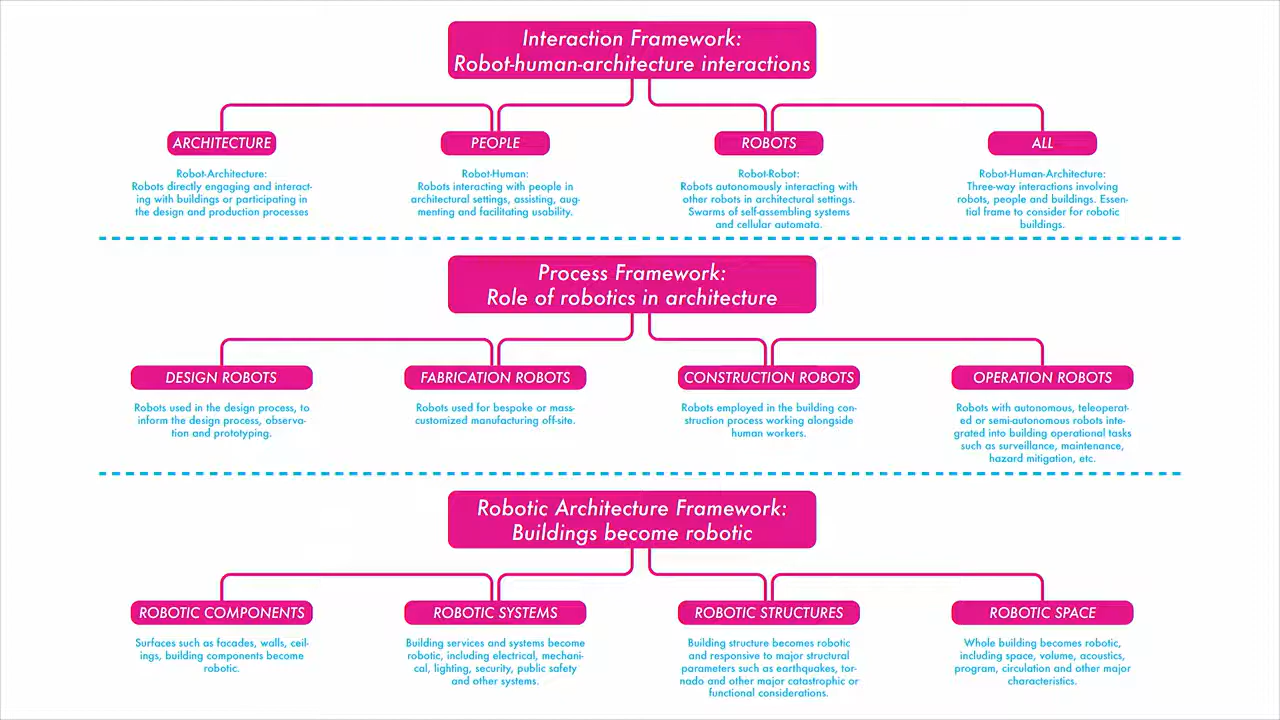 Interaction Framework:
Robot-human-architecture interactions
ARCHITECTURE
Robot-Architecture:
Robots directly engaging and interact-
ing with buildings or participating in
the design and production processes
PEOPLE
Robot-Human:
Robots interacting with people in
architectural settings, assisting, aug-
menting and facilitating usability.
ROBOTS
Robot-Robot:
Robots autonomously interacting with
other robots in architectural settings.
Swarms of self-assembling systems
and cellular automata.
ALL
Robot-Human-Architecture:
Three-way interactions involving
robots, people and buildings. Essen-
tial frame to consider for robotic
buildings.
Process Framework:
Role of robotics in architecture
DESIGN ROBOTS
Robots used in the design process, to
inform the design process, observa-
tion and prototyping.
FABRICATION ROBOTS
Robots used for bespoke or mass-
customized manufacturing off-site.
CONSTRUCTION ROBOTS
Robots employed in the building con-
struction process working alongside
human workers.
OPERATION ROBOTS
Robots with autonomous, teleoperat-
ed or semi-autonomous robots inte-
grated into building operational tasks
such as surveillance, maintenance,
hazard mitigation, etc.
Robotic Architecture Framework:
Buildings become robotic
ROBOTIC COMPONENTS
Surfaces such as facades, walls, ceil-
ings, building components become
robotic.
ROBOTIC SYSTEMS
Building services and systems become
robotic, including electrical, mechani-
cal, lighting, security, public safety
and other systems.
ROBOTIC STRUCTURES
Building structure becomes robotic
and responsive to major structural
parameters such as earthquakes, tor-
nado and other major catastrophic or
functional considerations.
ROBOTIC SPACE
Whole building becomes robotic,
including space, volume, acoustics,
program, circulation and other major
characteristics.